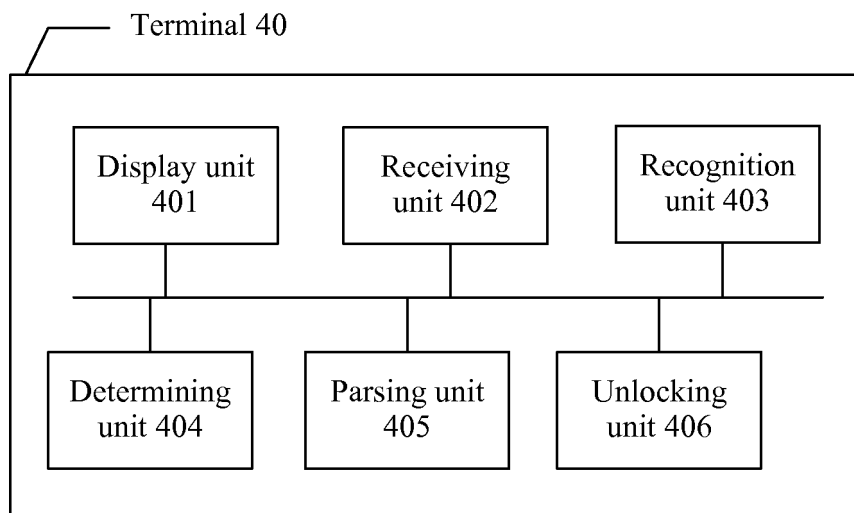 Terminal 40
Display unit
401
Receiving
unit 402
Recognition
unit 403
Determining
unit 404
Parsing unit
405
Unlocking
unit 406